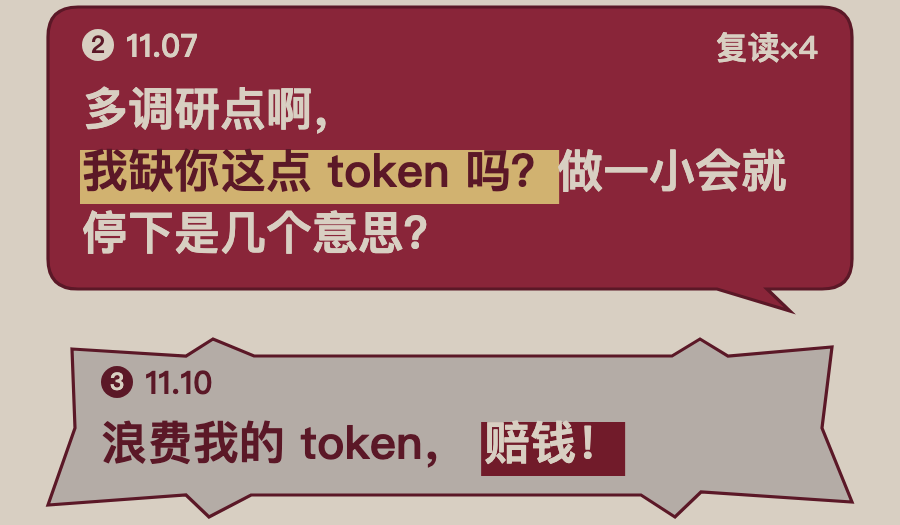 2 11.07 复读×4
多调研点啊，
我缺你这点 token 吗？做一小会就
停下是几个意思？
3 11.10
浪费我的 token， 赔钱！